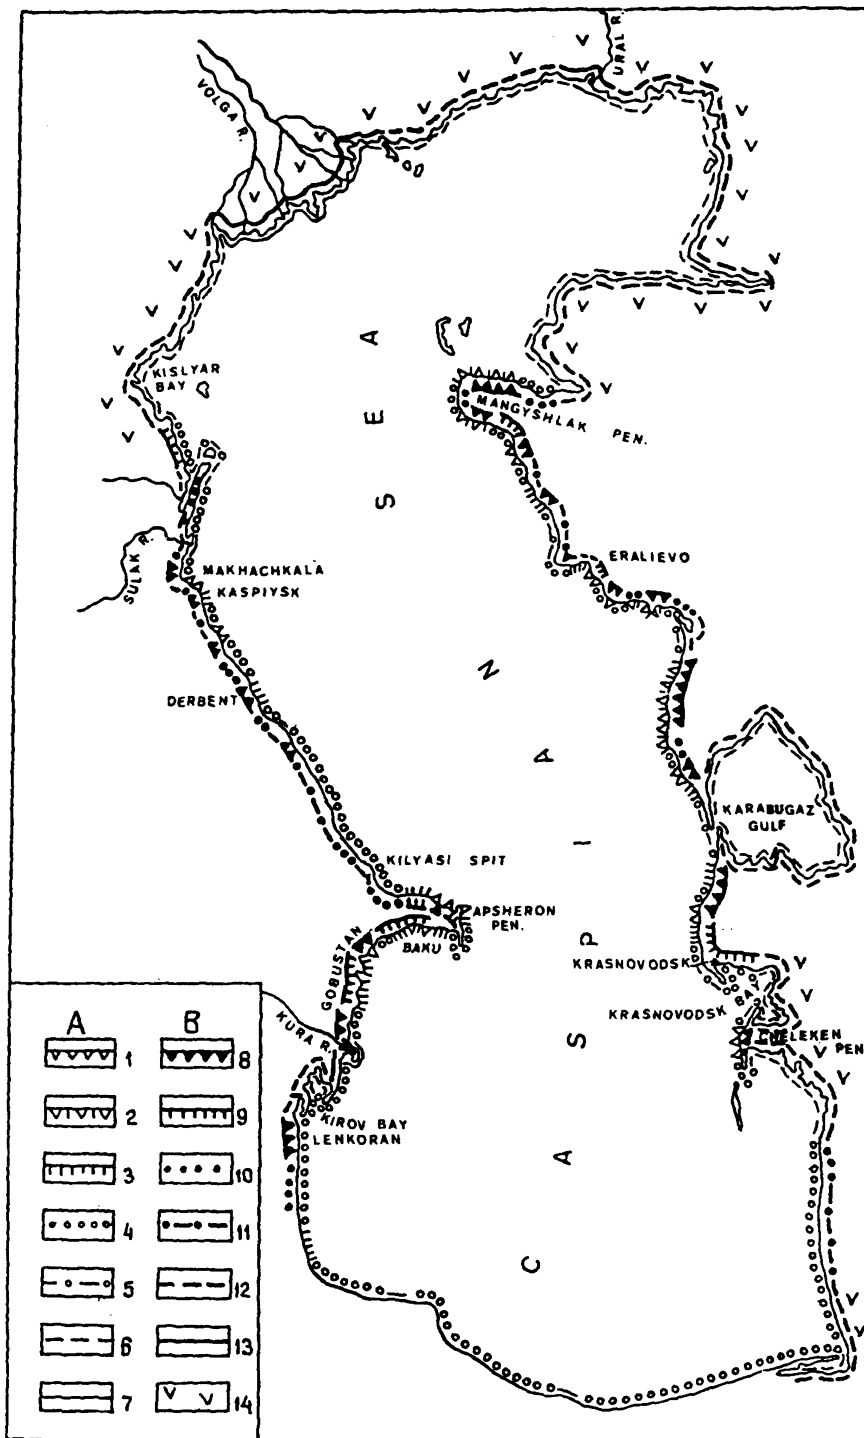 URAL R.
VOLGA R.
KISLYAR
BAY
MANGYSHLAK PEN.
SULAK R.
MAKHACHKALA
KASPIYSK
ERALIEVO
DERBENT
KARABUGAZ
GULF
KILYASI SPIT
APSHERON
PEN.
BAKU
GOBUSTAN
KRASNOVODSK
KRASNOVODSK BAY
KURA R.
CHELEKEN
PEN
KIROV BAY
LENKORAN
CASPIAN SEA
A B
1 8
2 9
3 10
4 11
5 12
6 13
7 14